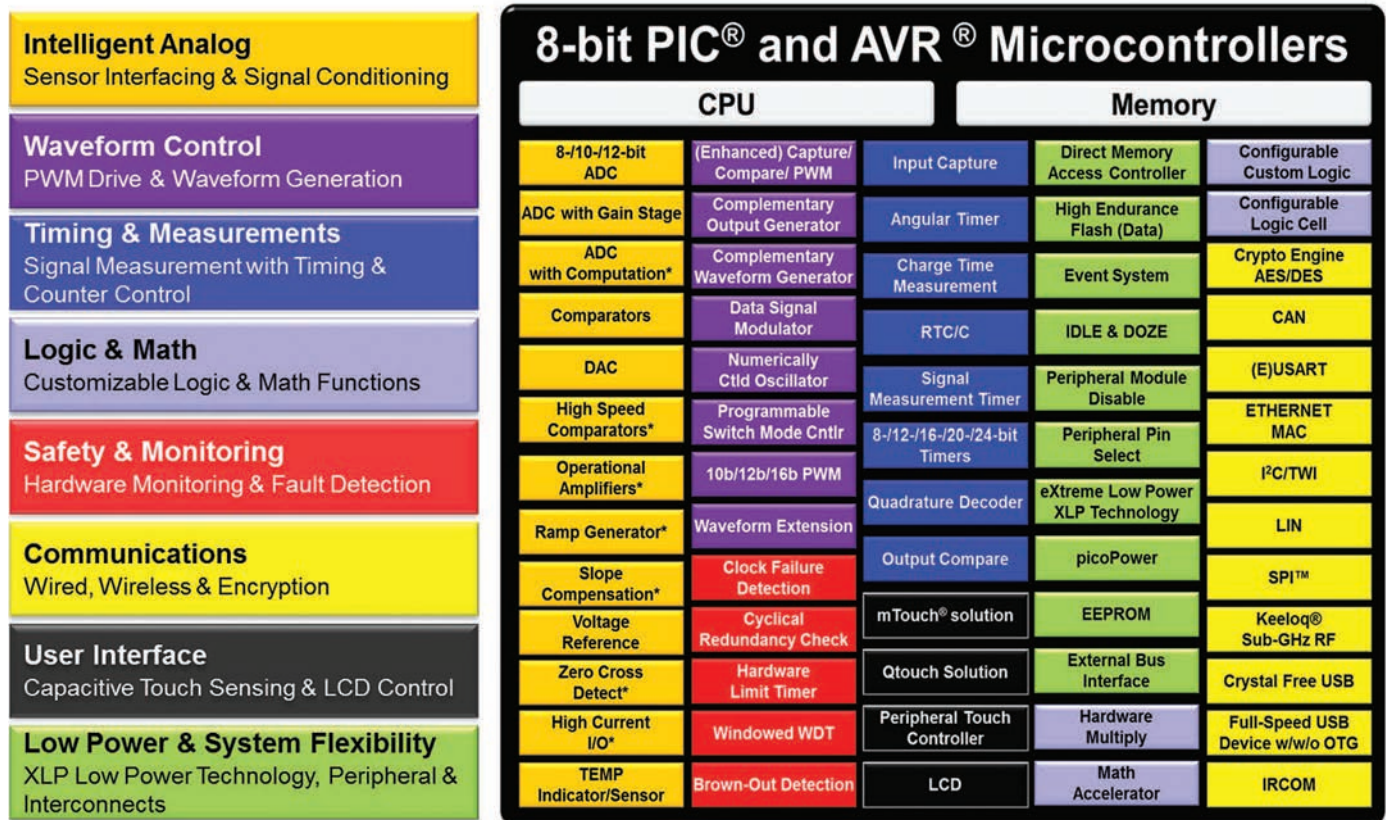 Intelligent Analog
Sensor Interfacing & Signal Conditioning
Waveform Control
PWM Drive & Waveform Generation
Timing & Measurements
Signal Measurement with Timing &
Counter Control
Logic & Math
Customizable Logic & Math Functions
Safety & Monitoring
Hardware Monitoring & Fault Detection
Communications
Wired, Wireless & Encryption
User Interface
Capacitive Touch Sensing & LCD Control
Low Power & System Flexibility
XLP Low Power Technology, Peripheral &
Interconnects
8-bit PIC® and AVR ® Microcontrollers
CPU
Memory
8-/10-/12-bit
ADC
ADC with Gain Stage
ADC
with Computation*
Comparators
DAC
High Speed
Comparators*
Operational
Amplifiers*
Ramp Generator*
Slope
Compensation*
Voltage
Reference
Zero Cross
Detect*
High Current
I/O*
TEMP
Indicator/Sensor
(Enhanced) Capture/
Compare/ PWM
Complementary
Output Generator
Complementary
Waveform Generator
Data Signal
Modulator
Numerically
Ctld Oscillator
Programmable
Switch Mode Cntlr
10b/12b/16b PWM
Waveform Extension
Clock Failure
Detection
Cyclical
Redundancy Check
Hardware
Limit Timer
Windowed WDT
Brown-Out Detection
Input Capture
Angular Timer
Charge Time
Measurement
RTC/C
Signal
Measurement Timer
8-/12-/16-/20-/24-bit
Timers
Quadrature Decoder
Output Compare
mTouch® solution
Qtouch Solution
Peripheral Touch
Controller
LCD
Direct Memory
Access Controller
High Endurance
Flash (Data)
Event System
IDLE & DOZE
Peripheral Module
Disable
Peripheral Pin
Select
eXtreme Low Power
XLP Technology
picoPower
EEPROM
External Bus
Interface
Hardware
Multiply
Math
Accelerator
Configurable
Custom Logic
Configurable
Logic Cell
Crypto Engine
AES/DES
CAN
(E)USART
ETHERNET
MAC
I²C/TWI
LIN
SPI™
Keeloq®
Sub-GHz RF
Crystal Free USB
Full-Speed USB
Device w/w/o OTG
IRCOM